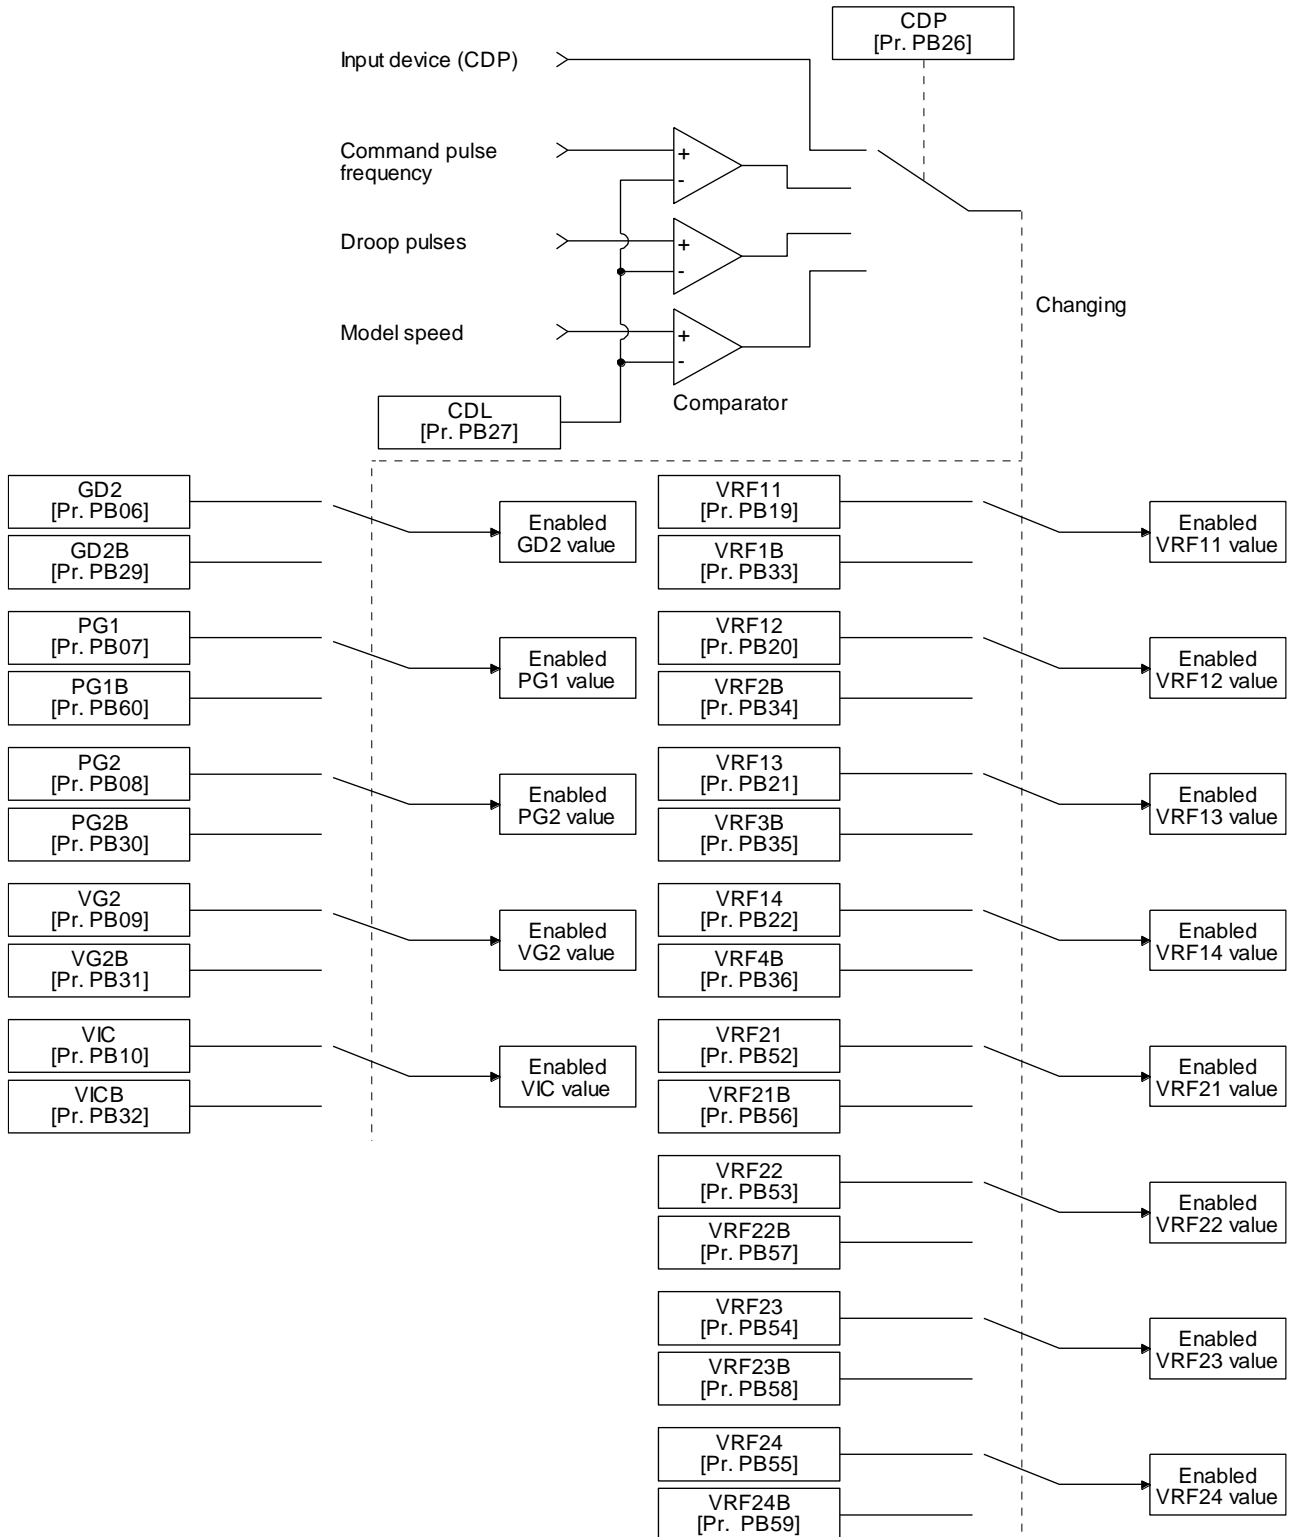 CDP
[Pr. PB26]
Input device (CDP)
Command pulse
frequency
+
-
Droop pulses
+
-
Changing
Model speed
+
-
Comparator
CDL
[Pr. PB27]
GD2
[Pr. PB06]
GD2B
[Pr. PB29]
Enabled
GD2 value
PG1
[Pr. PB07]
PG1B
[Pr. PB60]
Enabled
PG1 value
PG2
[Pr. PB08]
PG2B
[Pr. PB30]
Enabled
PG2 value
VG2
[Pr. PB09]
VG2B
[Pr. PB31]
Enabled
VG2 value
VIC
[Pr. PB10]
VICB
[Pr. PB32]
Enabled
VIC value
VRF11
[Pr. PB19]
VRF1B
[Pr. PB33]
Enabled
VRF11 value
VRF12
[Pr. PB20]
VRF2B
[Pr. PB34]
Enabled
VRF12 value
VRF13
[Pr. PB21]
VRF3B
[Pr. PB35]
Enabled
VRF13 value
VRF14
[Pr. PB22]
VRF4B
[Pr. PB36]
Enabled
VRF14 value
VRF21
[Pr. PB52]
VRF21B
[Pr. PB56]
Enabled
VRF21 value
VRF22
[Pr. PB53]
VRF22B
[Pr. PB57]
Enabled
VRF22 value
VRF23
[Pr. PB54]
VRF23B
[Pr. PB58]
Enabled
VRF23 value
VRF24
[Pr. PB55]
VRF24B
[Pr. PB59]
Enabled
VRF24 value